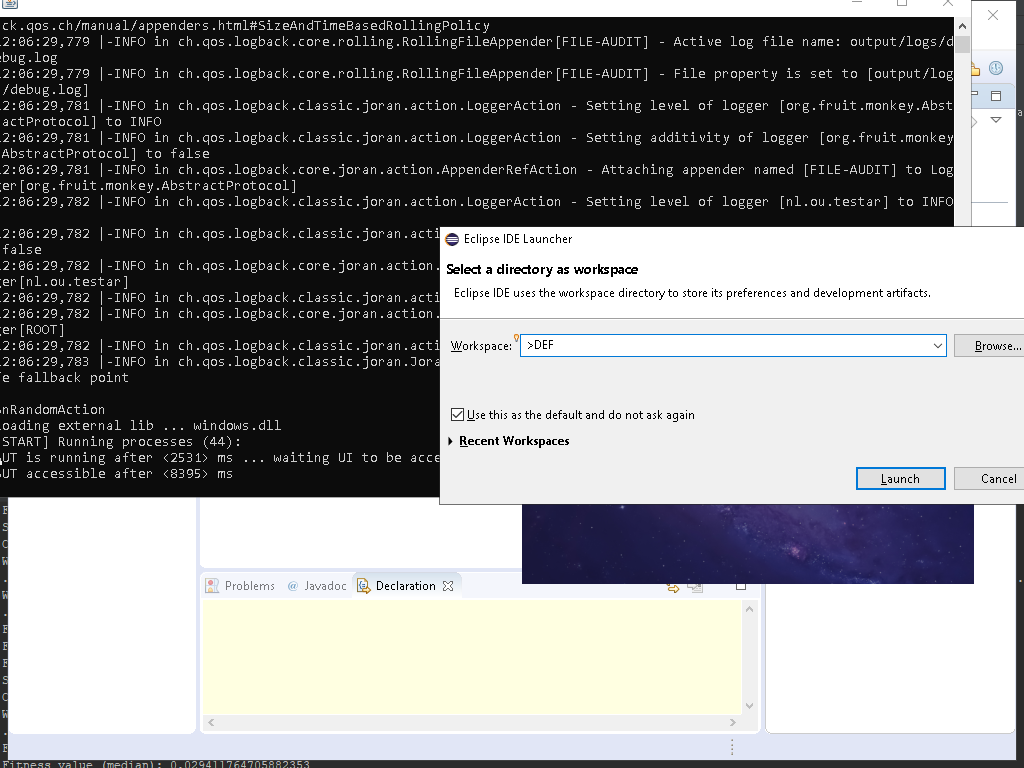 ck.qos.ch/manual/appenders.html#SizeAndTimeBasedRollingPolicy
2:06:29,779 |-INFO in ch.qos.logback.core.rolling.RollingFileAppender[FILE-AUDIT] - Active log file name: output/logs/d
ebug.log
2:06:29,779 |-INFO in ch.qos.logback.core.rolling.RollingFileAppender[FILE-AUDIT] - File property is set to [output/log
/debug.log]
2:06:29,781 |-INFO in ch.qos.logback.classic.joran.action.LoggerAction - Setting level of logger [org.fruit.monkey.Abst
actProtocol] to INFO
2:06:29,781 |-INFO in ch.qos.logback.classic.joran.action.LoggerAction - Setting additivity of logger [org.fruit.monkey
AbstractProtocol] to false
2:06:29,781 |-INFO in ch.qos.logback.core.joran.action.AppenderRefAction - Attaching appender named [FILE-AUDIT] to Log
ger[org.fruit.monkey.AbstractProtocol]
2:06:29,782 |-INFO in ch.qos.logback.classic.joran.action.LoggerAction - Setting level of logger [nl.ou.testar] to INFO
2:06:29,782 |-INFO in ch.qos.logback.classic.joran.acti
false
2:06:29,782 |-INFO in ch.qos.logback.core.joran.action.
ger[nl.ou.testar]
2:06:29,782 |-INFO in ch.qos.logback.classic.joran.acti
2:06:29,782 |-INFO in ch.qos.logback.core.joran.action.
ger[ROOT]
2:06:29,782 |-INFO in ch.qos.logback.classic.joran.acti
2:06:29,783 |-INFO in ch.qos.logback.classic.joran.Jora
e fallback point
nRandomAction
oading external lib ... windows.dll
START] Running processes (44):
UT is running after <2531> ms ... waiting UI to be acce
UT accessible after <8395> ms
Eclipse IDE Launcher
Select a directory as workspace
Eclipse IDE uses the workspace directory to store its preferences and development artifacts.
Workspace: >DEF Browse...
Use this as the default and do not ask again
Recent Workspaces
Launch Cancel
Problems @ Javadoc Declaration
Fitness value (median): 0.029411764705882353